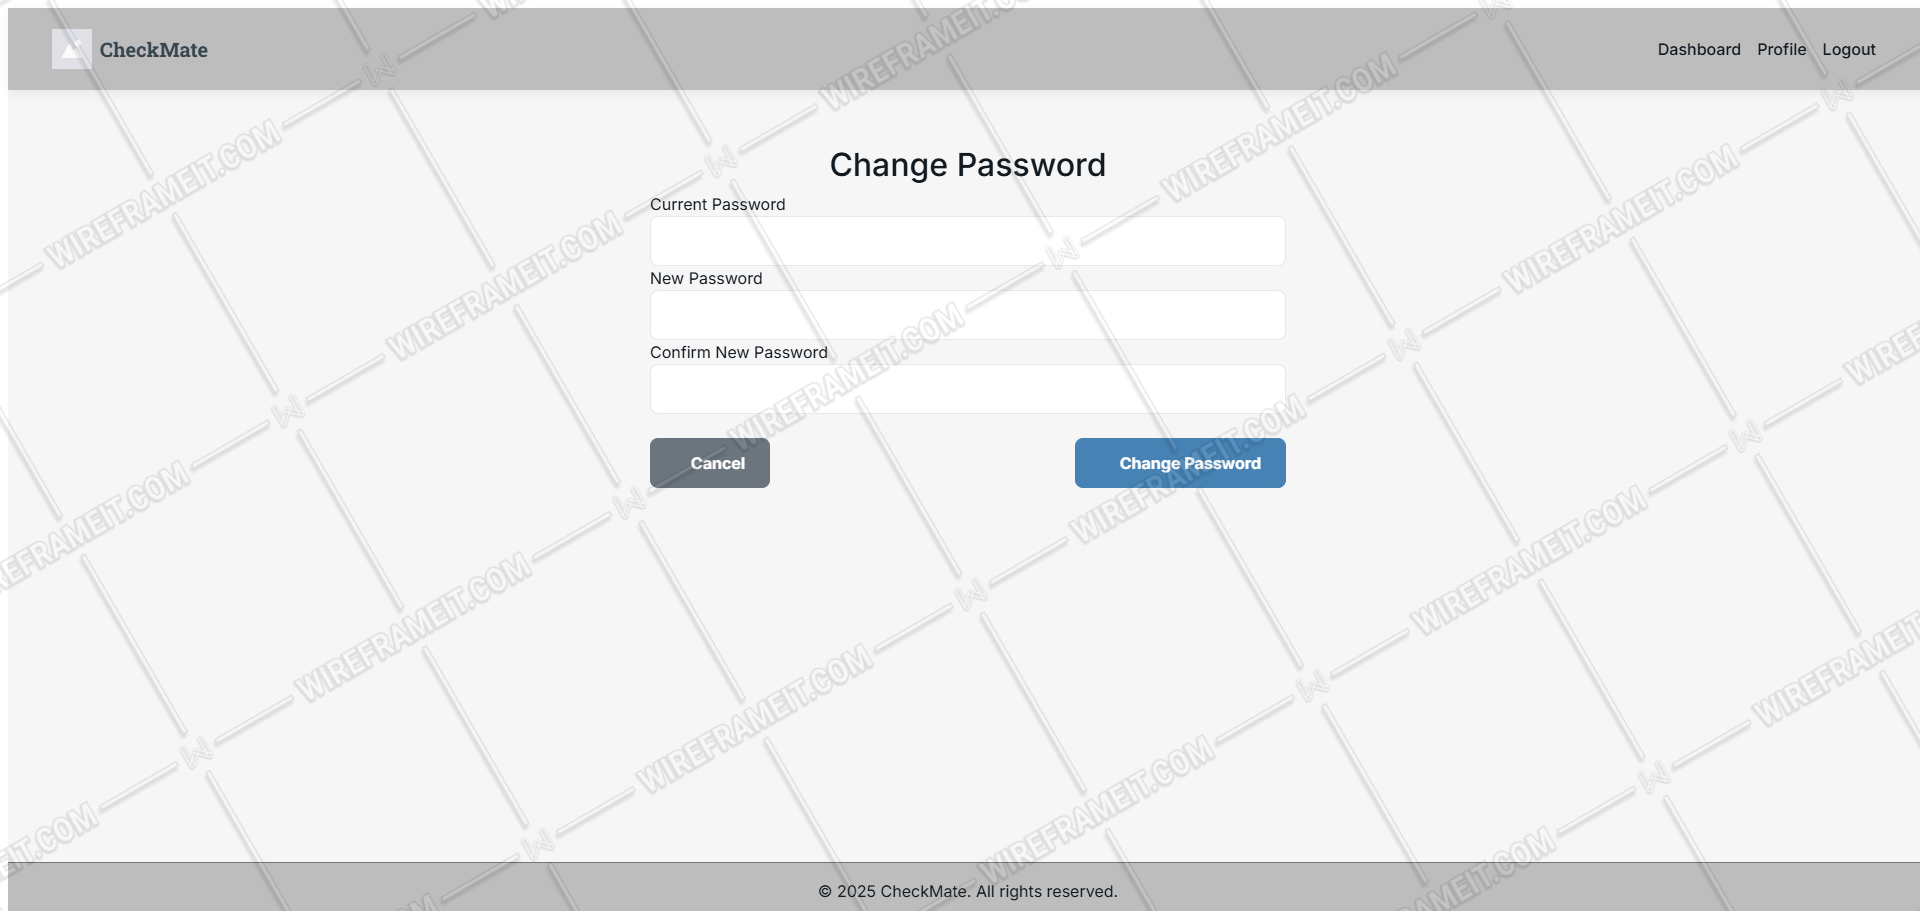 CheckMate
Dashboard Profile Logout
Change Password
Current Password
New Password
Confirm New Password
Cancel
Change Password
© 2025 CheckMate. All rights reserved.
WIREFRAMEIT.COM